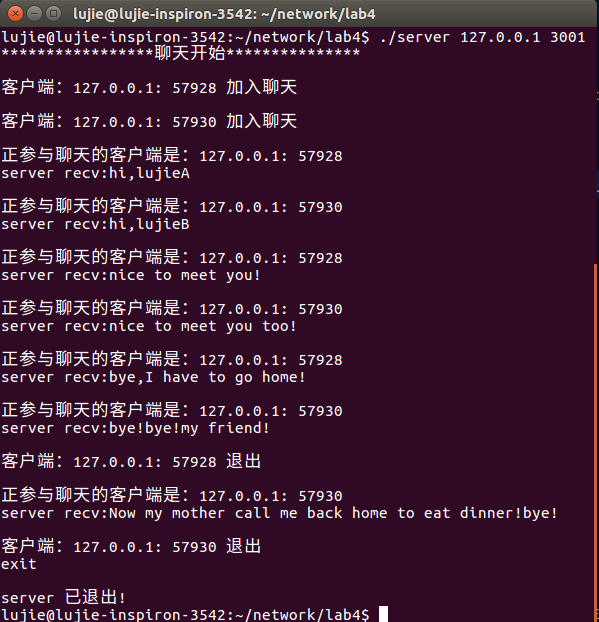 lujie@lujie-inspiron-3542: ~/network/lab4
lujie@lujie-inspiron-3542:~/network/lab4$ ./server 127.0.0.1 3001
*****************聊天开始***************
客户端：127.0.0.1: 57928 加入聊天
客户端：127.0.0.1: 57930 加入聊天
正参与聊天的客户端是：127.0.0.1: 57928
server recv:hi,lujieA
正参与聊天的客户端是：127.0.0.1: 57930
server recv:hi,lujieB
正参与聊天的客户端是：127.0.0.1: 57928
server recv:nice to meet you!
正参与聊天的客户端是：127.0.0.1: 57930
server recv:nice to meet you too!
正参与聊天的客户端是：127.0.0.1: 57928
server recv:bye,I have to go home!
正参与聊天的客户端是：127.0.0.1: 57930
server recv:bye!bye!my friend!
客户端：127.0.0.1: 57928 退出
正参与聊天的客户端是：127.0.0.1: 57930
server recv:Now my mother call me back home to eat dinner!bye!
客户端：127.0.0.1: 57930 退出
exit
server 已退出!
lujie@lujie-inspiron-3542:~/network/lab4$